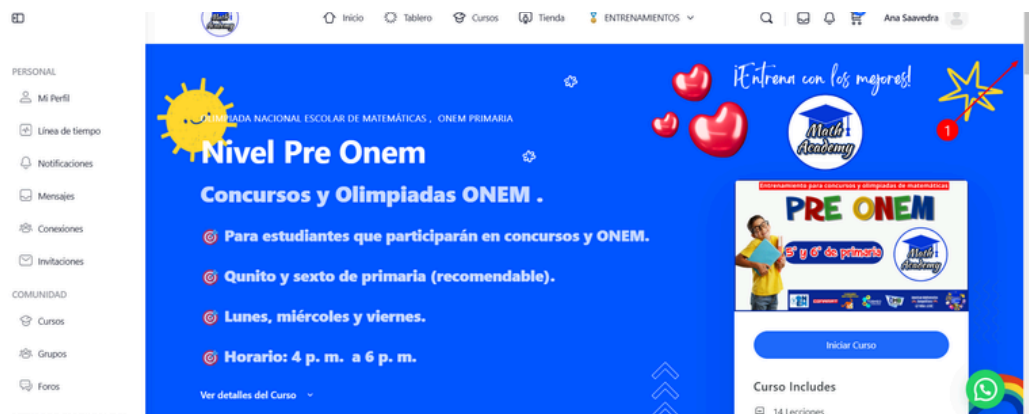 Inicio
Tablero
Cursos
Tienda
ENTRENAMIENTOS
Ana Saavedra
PERSONAL
Mi Perfil
Línea de tiempo
Notificaciones
Mensajes
Conexiones
Invitaciones
COMUNIDAD
Cursos
Grupos
Foros
OLIMPIADA NACIONAL ESCOLAR DE MATEMÁTICAS , ONEM PRIMARIA
Nivel Pre Onem
Concursos y Olimpiadas ONEM .
Para estudiantes que participarán en concursos y ONEM.
Qunito y sexto de primaria (recomendable).
Lunes, miércoles y viernes.
Horario: 4 p. m. a 6 p. m.
Ver detalles del Curso
¡Entrena con los mejores!
1
Math
Academy
Entrenamiento para concursos y olimpiadas de matemáticas
PRE ONEM
5° y 6° de primaria
Math
Academy
Iniciar Curso
Curso Includes
14 Lecciones